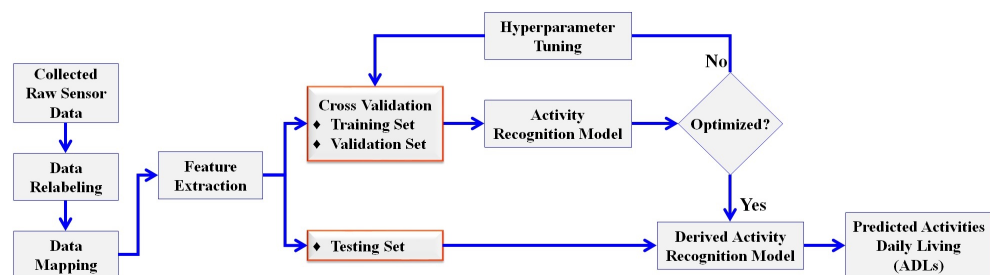 Collected
Raw Sensor
Data
Data
Relabeling
Data
Mapping
Feature
Extraction
Cross Validation
♦ Training Set
♦ Validation Set
♦ Testing Set
Hyperparameter
Tuning
Activity
Recognition Model
Optimized?
No
Yes
Derived Activity
Recognition Model
Predicted Activities
Daily Living
(ADLs)